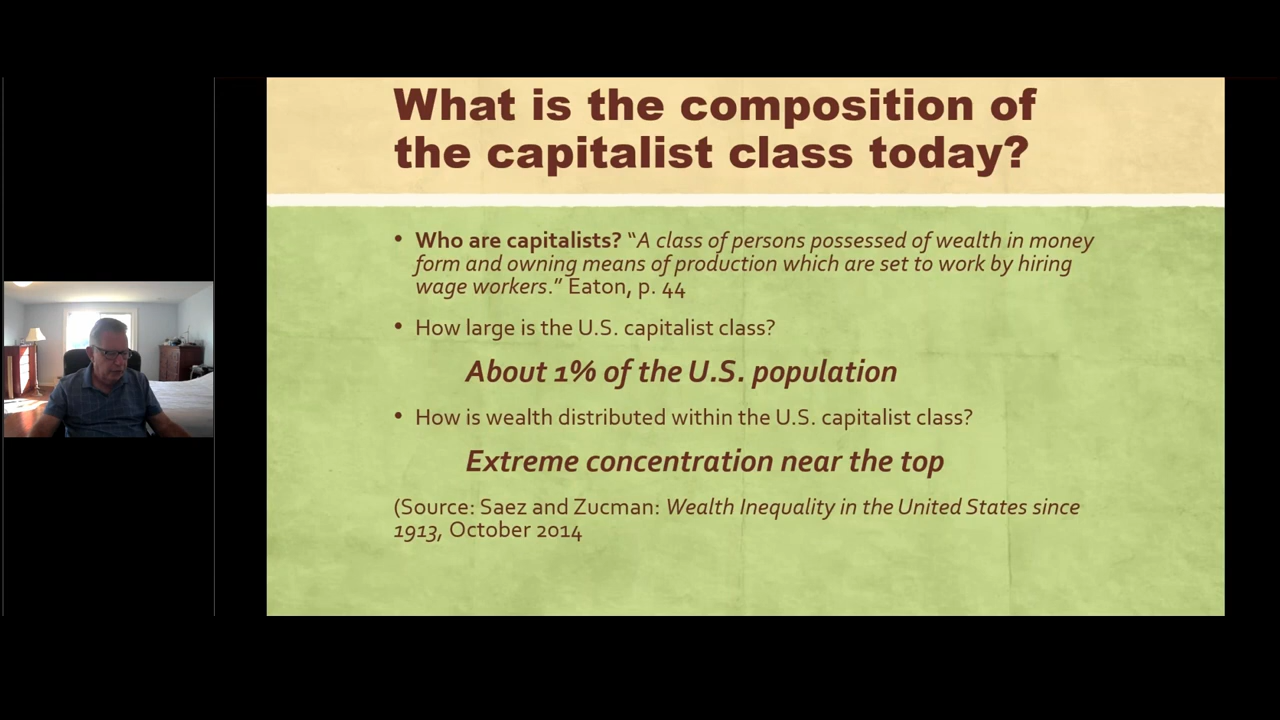 What is the composition of
the capitalist class today?
• Who are capitalists? “A class of persons possessed of wealth in money
form and owning means of production which are set to work by hiring
wage workers.” Eaton, p. 44
• How large is the U.S. capitalist class?
About 1% of the U.S. population
• How is wealth distributed within the U.S. capitalist class?
Extreme concentration near the top
(Source: Saez and Zucman: Wealth Inequality in the United States since
1913, October 2014